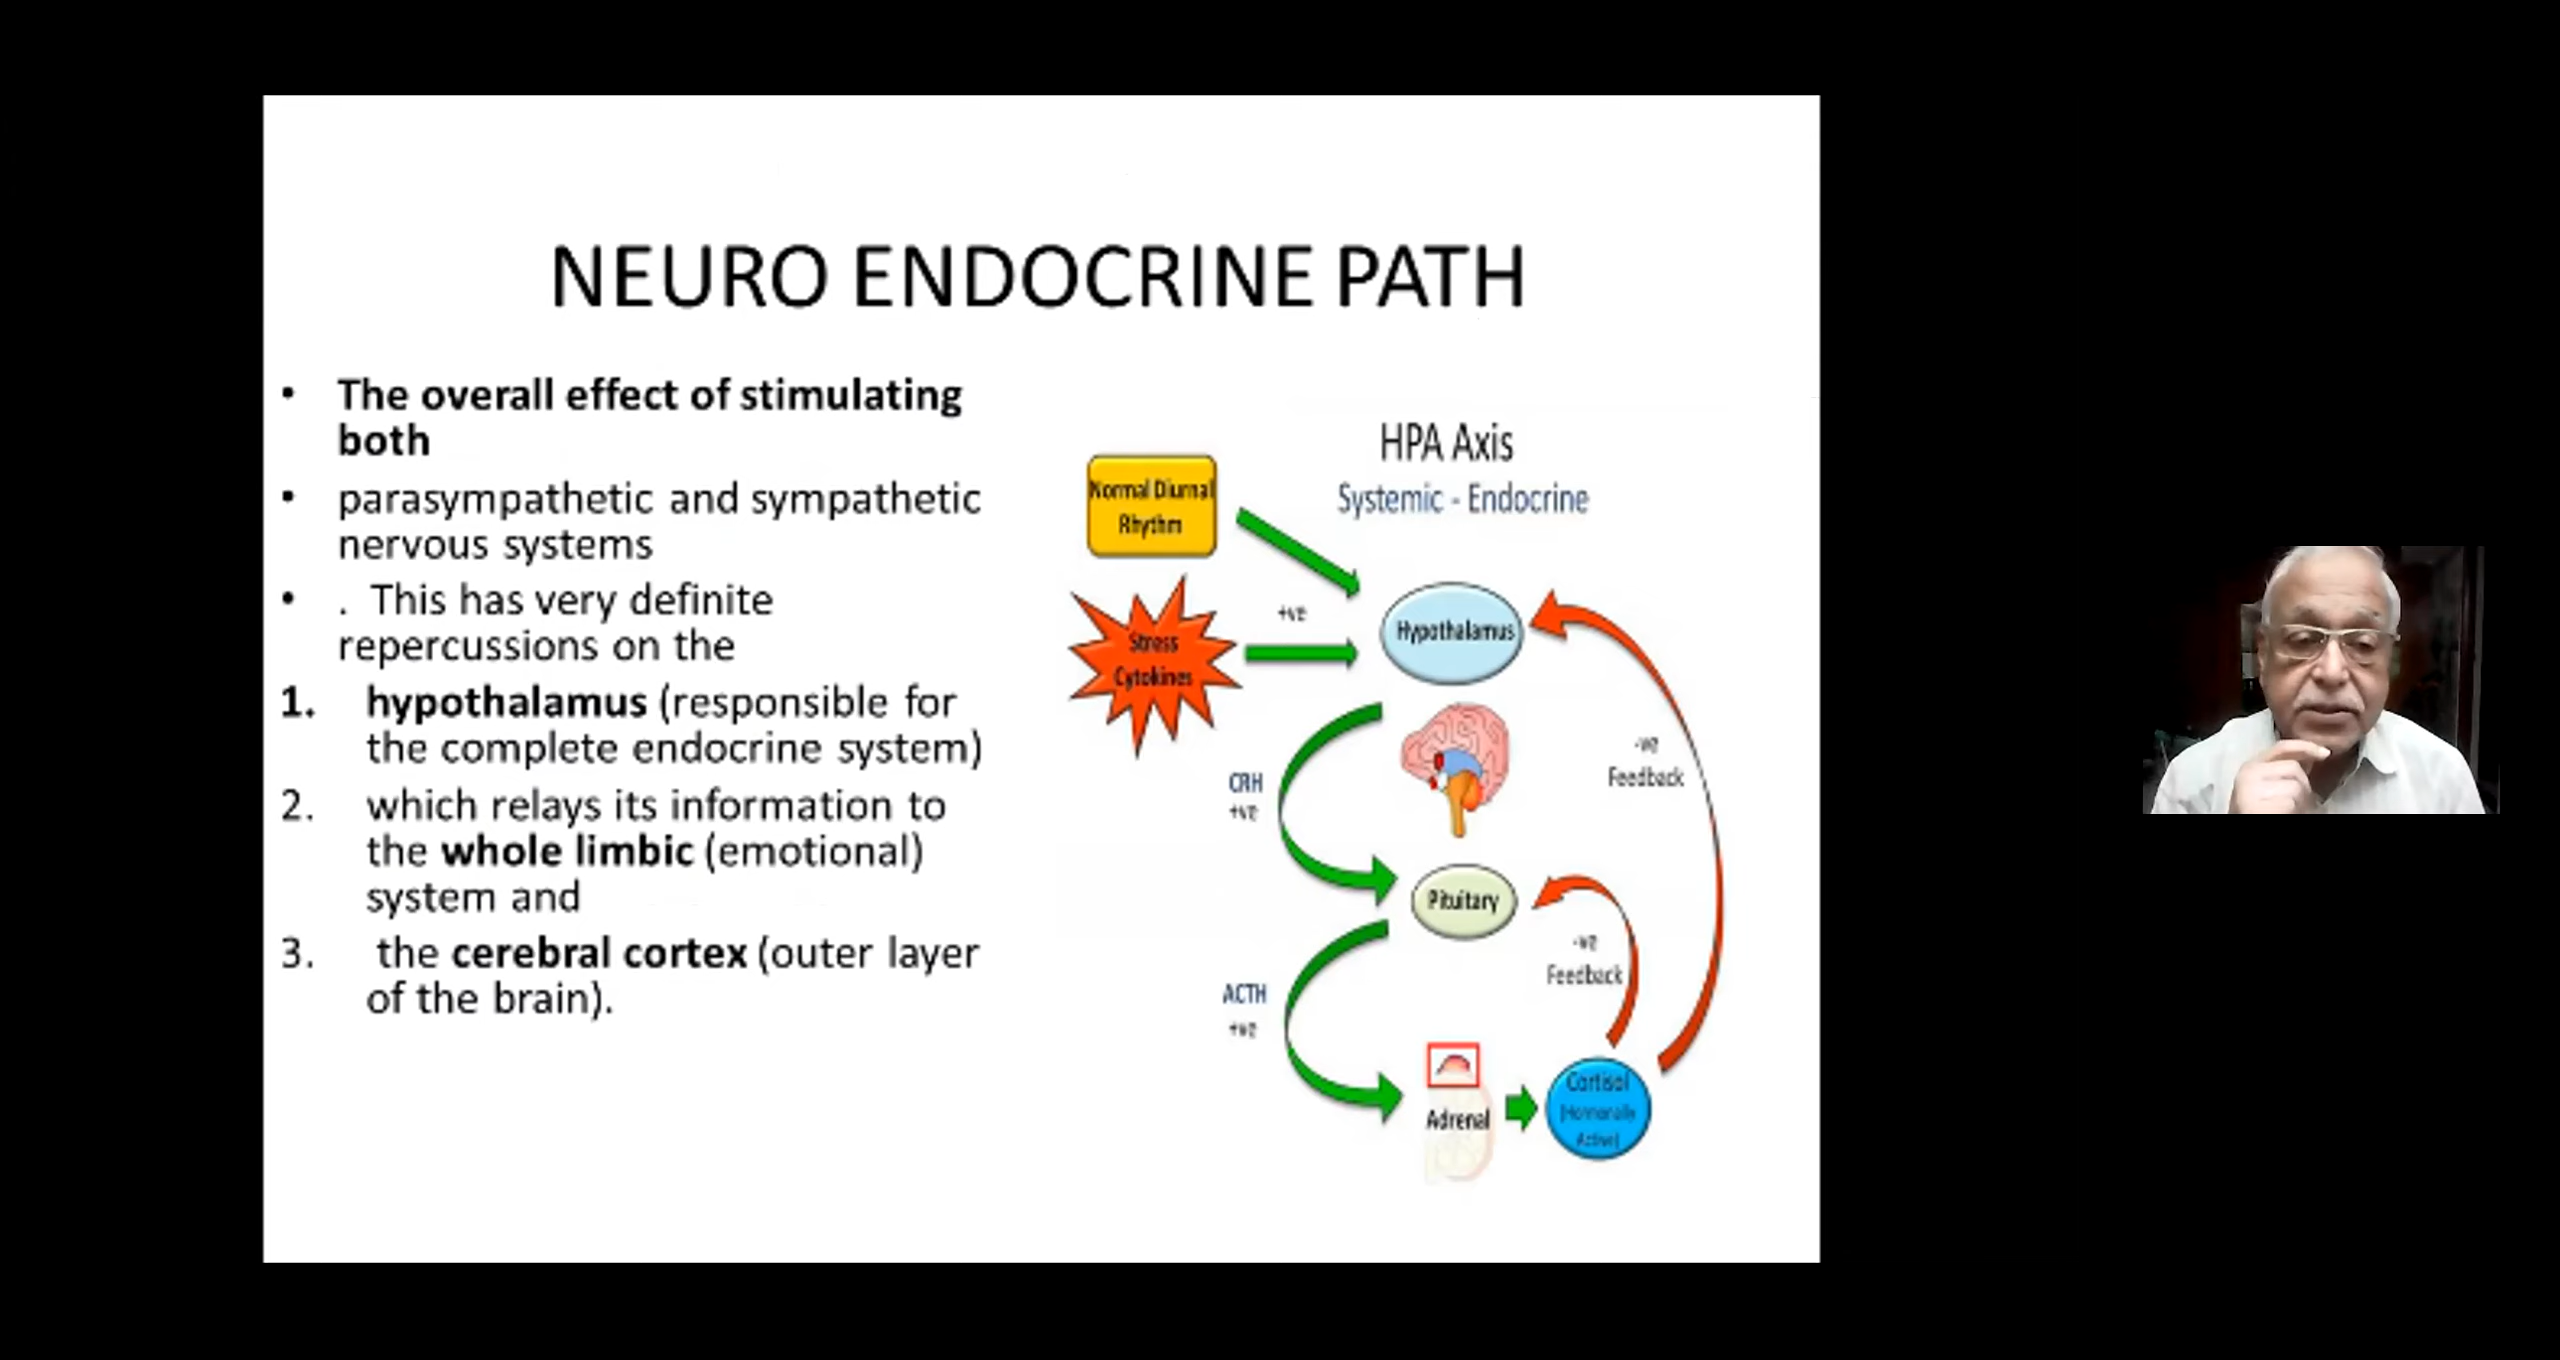 NEURO ENDOCRINE PATH
• The overall effect of stimulating
both
• parasympathetic and sympathetic
nervous systems
• . This has very definite
repercussions on the
1. hypothalamus (responsible for
the complete endocrine system)
2. which relays its information to
the whole limbic (emotional)
system and
3. the cerebral cortex (outer layer
of the brain).
HPA Axis
Systemic - Endocrine
Normal Diurnal
Rhythm
Stress
Cytokines
+ve
Hypothalamus
CRH
+ve
-ve
Feedback
Pituitary
-ve
Feedback
ACTH
+ve
Adrenal
Cortisol
(Hormonally
Active)